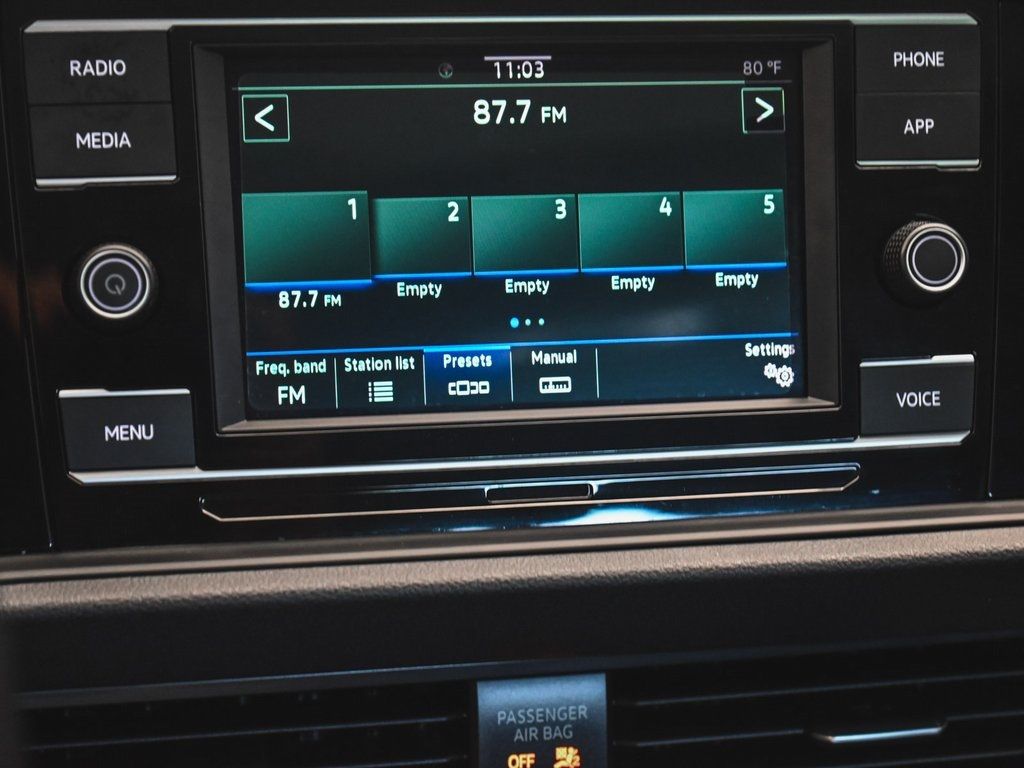 RADIO
MEDIA
MENU
11:03
80 °F
<
87.7 FM
>
1
2
3
4
5
87.7 FM
Empty
Empty
Empty
Empty
Freq. band
FM
Station list
Presets
Manual
Settings
PHONE
APP
VOICE
PASSENGER
AIR BAG
OFF